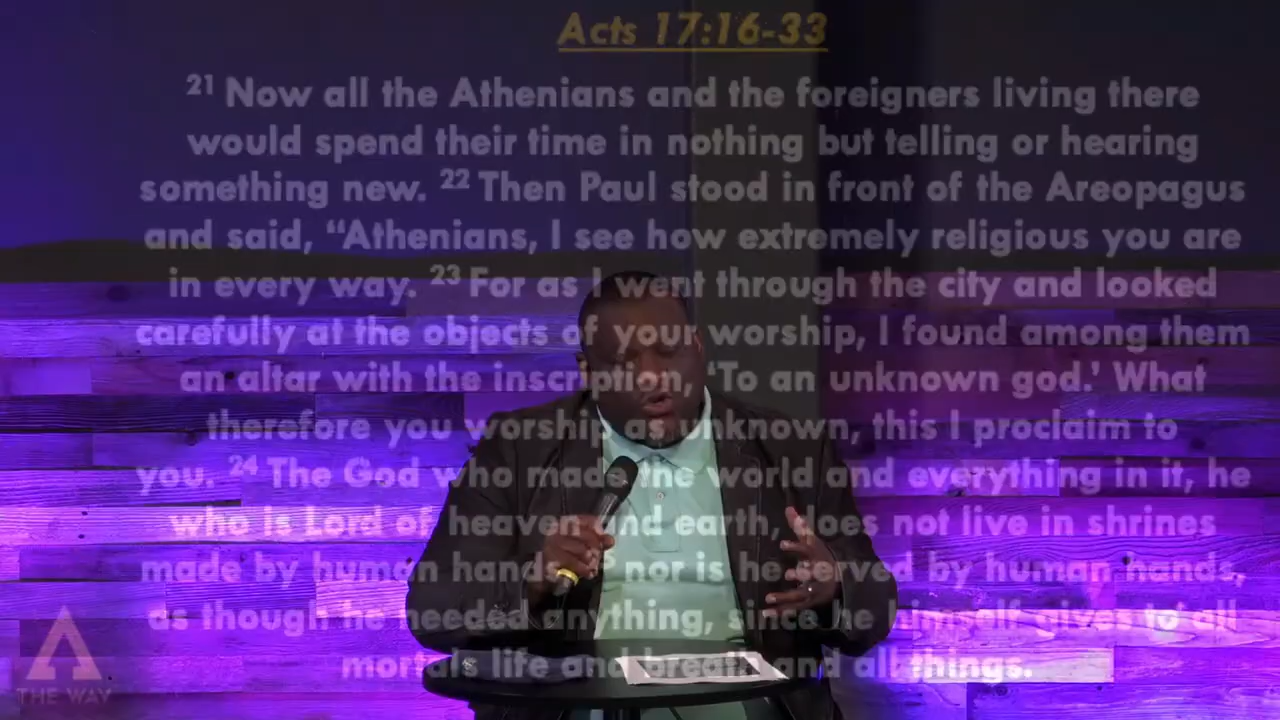 Acts 17:16-33
21 Now all the Athenians and the foreigners living there
would spend their time in nothing but telling or hearing
something new. 22 Then Paul stood in front of the Areopagus
and said, “Athenians, I see how extremely religious you are
in every way. 23 For as I went through the city and looked
carefully at the objects of your worship, I found among them
an altar with the inscription, ‘To an unknown god.’ What
therefore you worship as unknown, this I proclaim to
you. 24 The God who made the world and everything in it, he
who is Lord of heaven and earth, does not live in shrines
made by human hands, 25 nor is he served by human hands,
as though he needed anything, since he himself gives to all
mortals life and breath and all things.
THE WAY